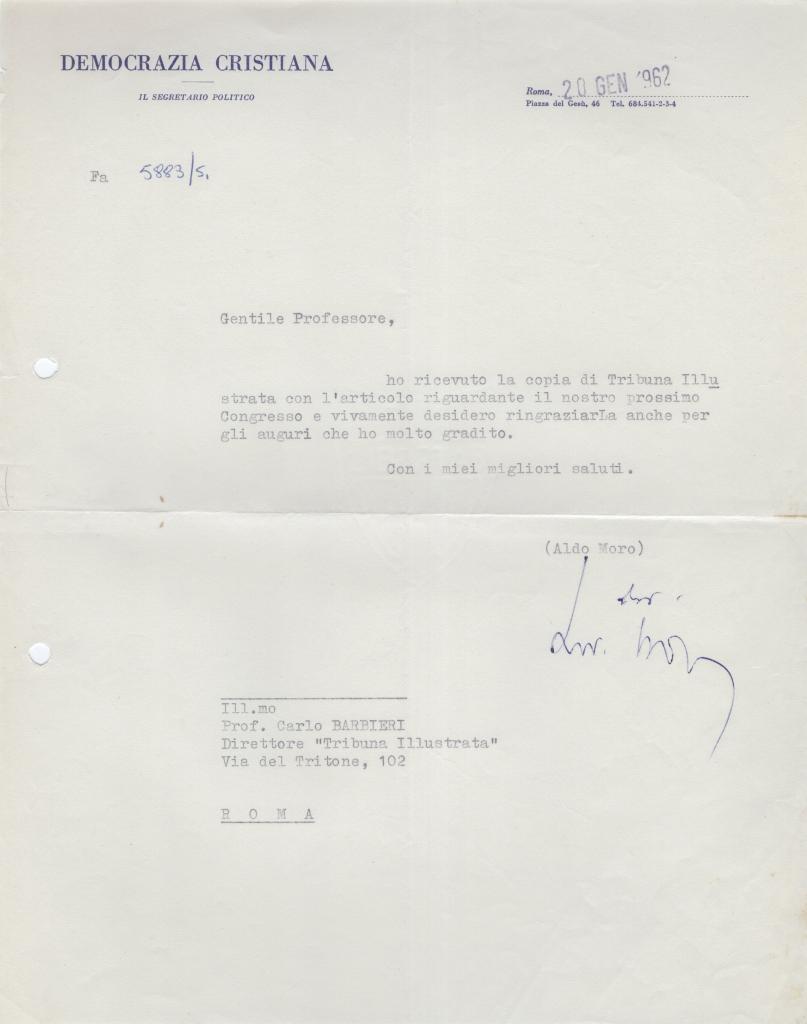 DEMOCRAZIA CRISTIANA
IL SEGRETARIO POLITICO
Roma, 20 GEN '962
Piazza del Gesù, 46 Tel. 684.541-2-3-4
Fa 5883/S.
Gentile Professore,
ho ricevuto la copia di Tribuna Illu
strata con l'articolo riguardante il nostro prossimo
Congresso e vivamente desidero ringraziarLa anche per
gli auguri che ho molto gradito.
Con i miei migliori saluti.
(Aldo Moro)
Moro
Ill.mo
Prof. Carlo BARBIERI
Direttore "Tribuna Illustrata"
Via del Tritone, 102
R O M A